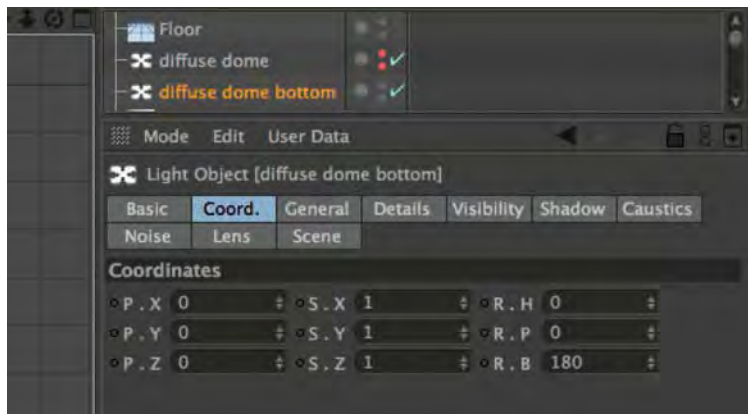 Floor
diffuse dome
diffuse dome bottom
Mode Edit User Data
Light Object [diffuse dome bottom]
Basic Coord. General Details Visibility Shadow Caustics
Noise Lens Scene
Coordinates
P . X 0 S . X 1 R . H 0
P . Y 0 S . Y 1 R . P 0
P . Z 0 S . Z 1 R . B 180